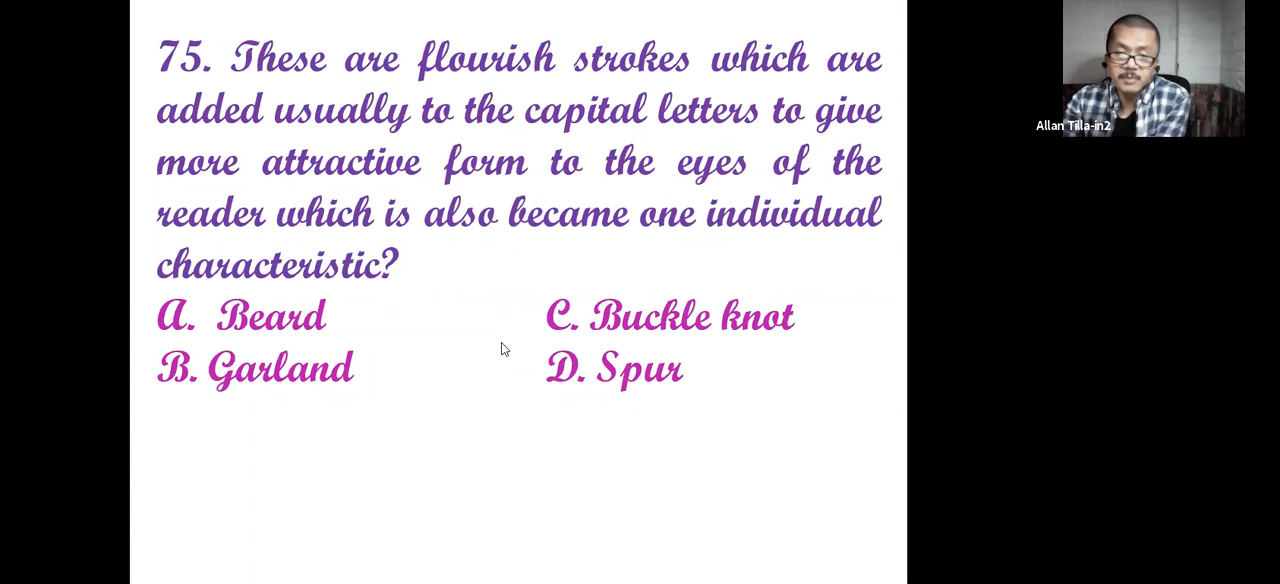 75. These are flourish strokes which are
added usually to the capital letters to give
more attractive form to the eyes of the
reader which is also became one individual
characteristic?
A. Beard C. Buckle knot
B. Garland D. Spur
Allan Tilla-in2